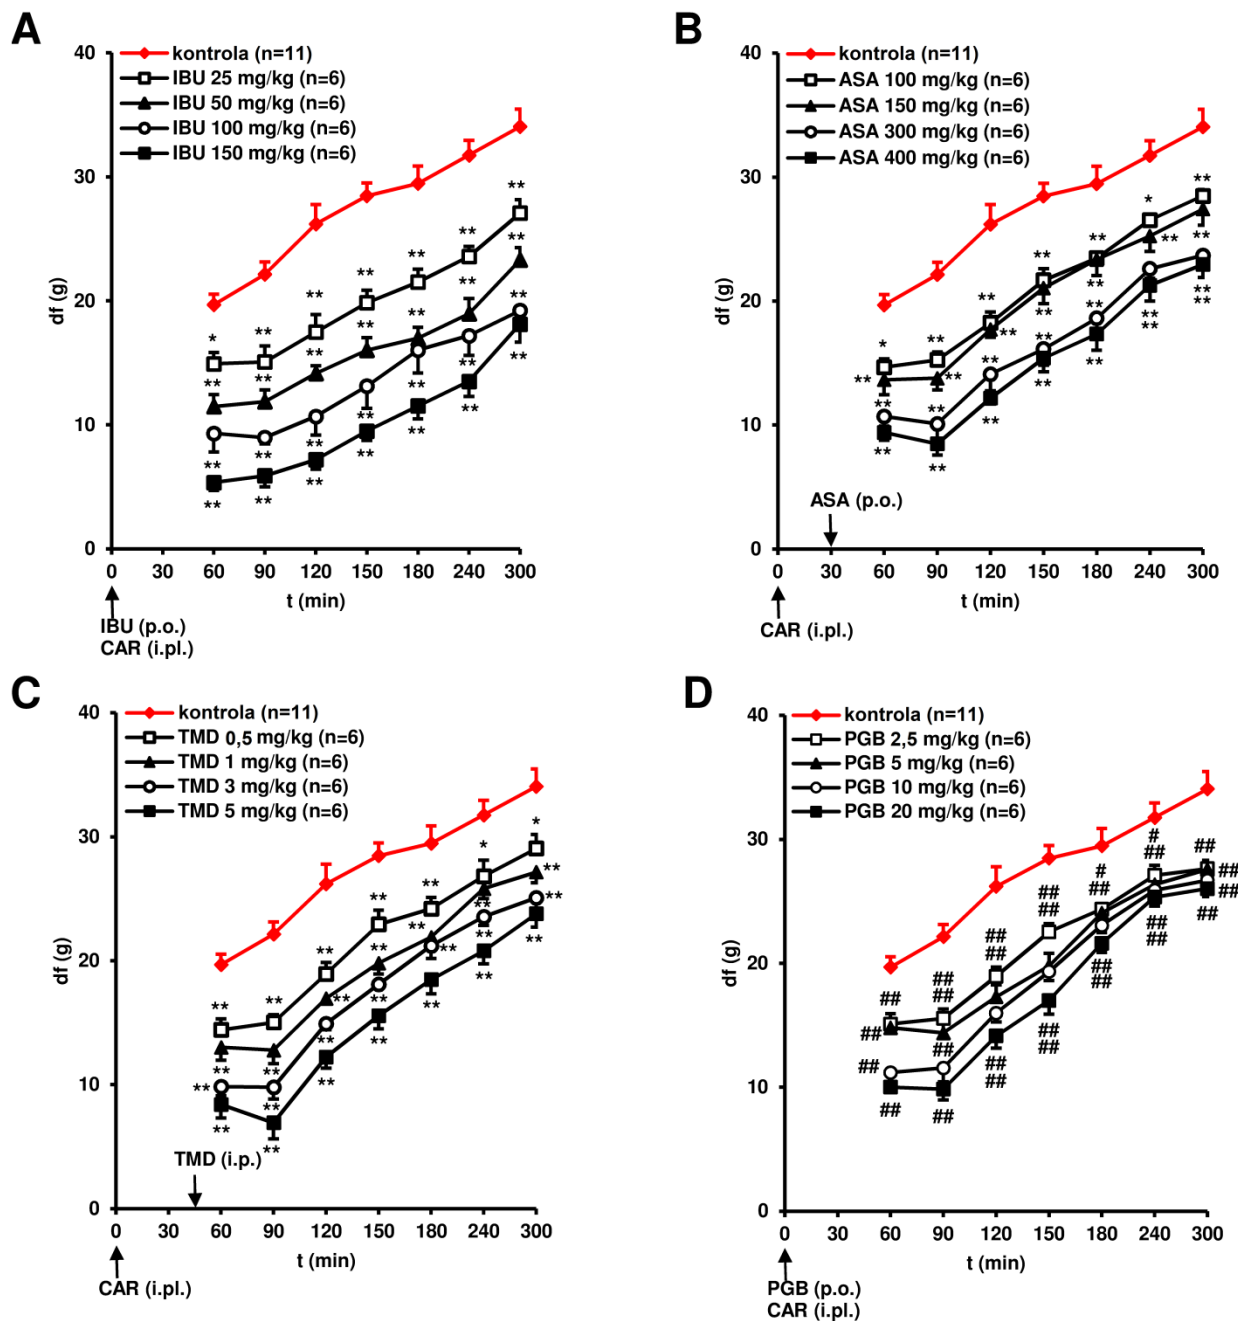 A
kontrola (n=11)
IBU 25 mg/kg (n=6)
IBU 50 mg/kg (n=6)
IBU 100 mg/kg (n=6)
IBU 150 mg/kg (n=6)
df (g)
40
30
20
10
0
0 30 60 90 120 150 180 240 300
t (min)
IBU (p.o.)
CAR (i.pl.)
B
kontrola (n=11)
ASA 100 mg/kg (n=6)
ASA 150 mg/kg (n=6)
ASA 300 mg/kg (n=6)
ASA 400 mg/kg (n=6)
df (g)
40
30
20
10
0
ASA (p.o.)
0 30 60 90 120 150 180 240 300
t (min)
CAR (i.pl.)
C
kontrola (n=11)
TMD 0,5 mg/kg (n=6)
TMD 1 mg/kg (n=6)
TMD 3 mg/kg (n=6)
TMD 5 mg/kg (n=6)
df (g)
40
30
20
10
0
TMD (i.p.)
0 30 60 90 120 150 180 240 300
t (min)
CAR (i.pl.)
D
kontrola (n=11)
PGB 2,5 mg/kg (n=6)
PGB 5 mg/kg (n=6)
PGB 10 mg/kg (n=6)
PGB 20 mg/kg (n=6)
df (g)
40
30
20
10
0
0 30 60 90 120 150 180 240 300
t (min)
PGB (p.o.)
CAR (i.pl.)